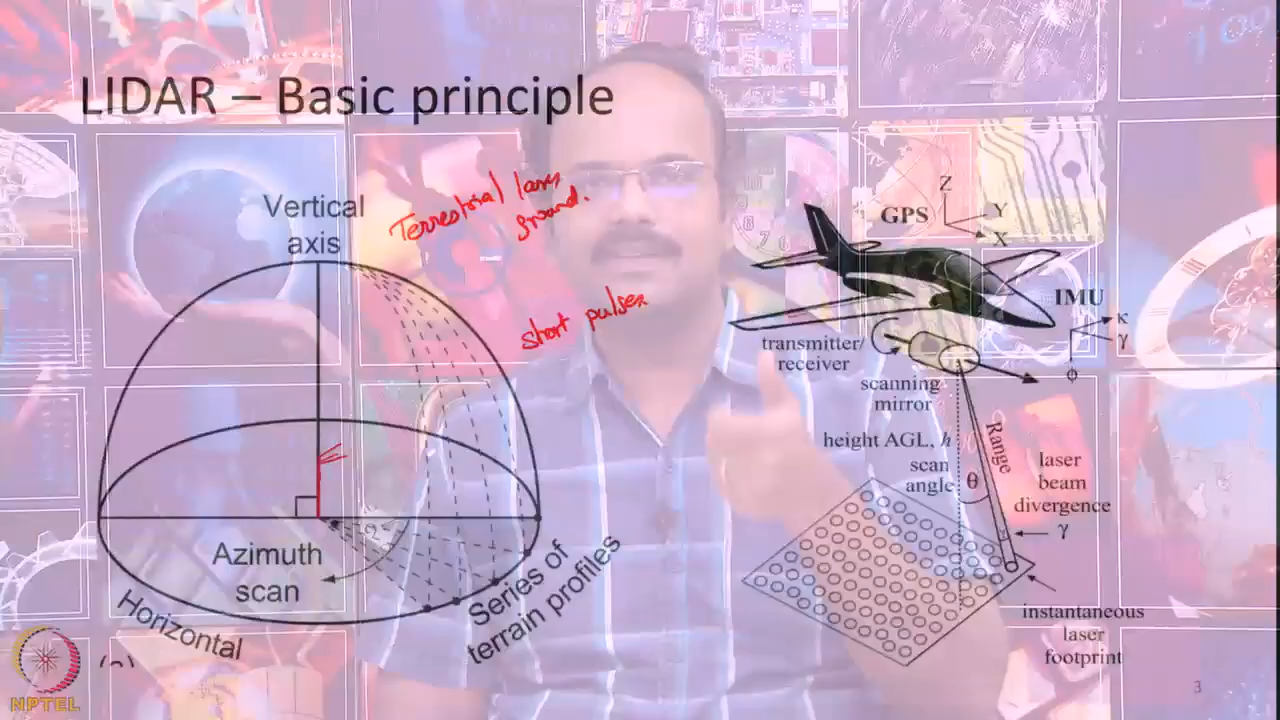 LIDAR – Basic principle
Vertical
axis
Terrestrial
ground.
short pulses
Azimuth
scan
Horizontal
Series of
terrain profiles
GPS
Z
Y
X
IMU
κ
γ
ϕ
transmitter/
receiver
scanning
mirror
height AGL, h
Range
scan
angle
θ
laser
beam
divergence
γ
instantaneous
laser
footprint
NPTEL
3